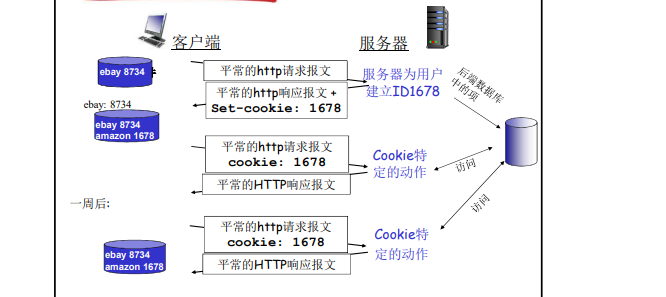 客户端
服务器
ebay 8734
平常的http请求报文
服务器为用户
建立ID1678
后端数据库
中的项
平常的http响应报文 +
Set-cookie: 1678
ebay: 8734
ebay 8734
amazon 1678
平常的http请求报文
cookie: 1678
Cookie特
定的动作
访问
平常的HTTP响应报文
一周后:
访问
平常的http请求报文
cookie: 1678
Cookie特
定的动作
ebay 8734
amazon 1678
平常的HTTP响应报文